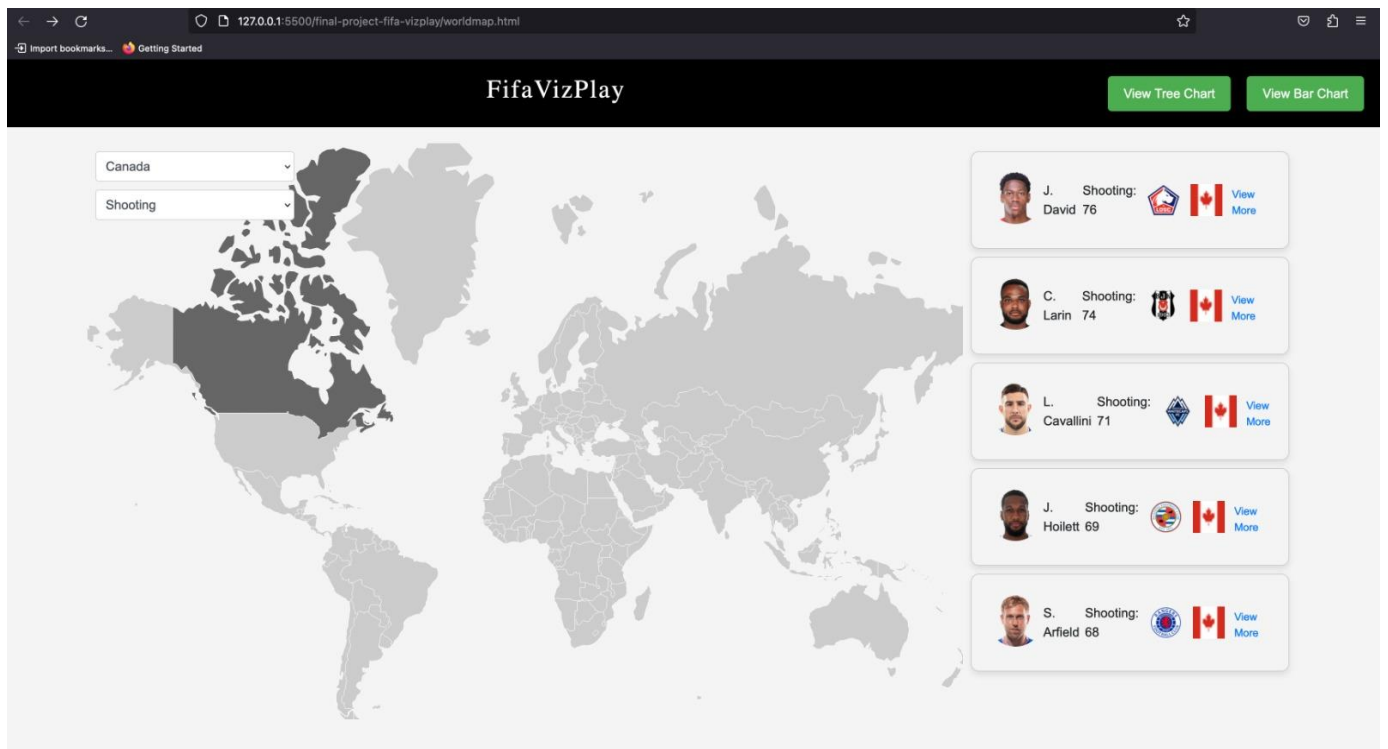 127.0.0.1:5500/final-project-fifa-vizplay/worldmap.html
Import bookmarks... Getting Started
FifaVizPlay
View Tree Chart
View Bar Chart
Canada
Shooting
J. Shooting: View
David 76 More
C. Shooting: View
Larin 74 More
L. Shooting: View
Cavallini 71 More
J. Shooting: View
Hoilett 69 More
S. Shooting: View
Arfield 68 More